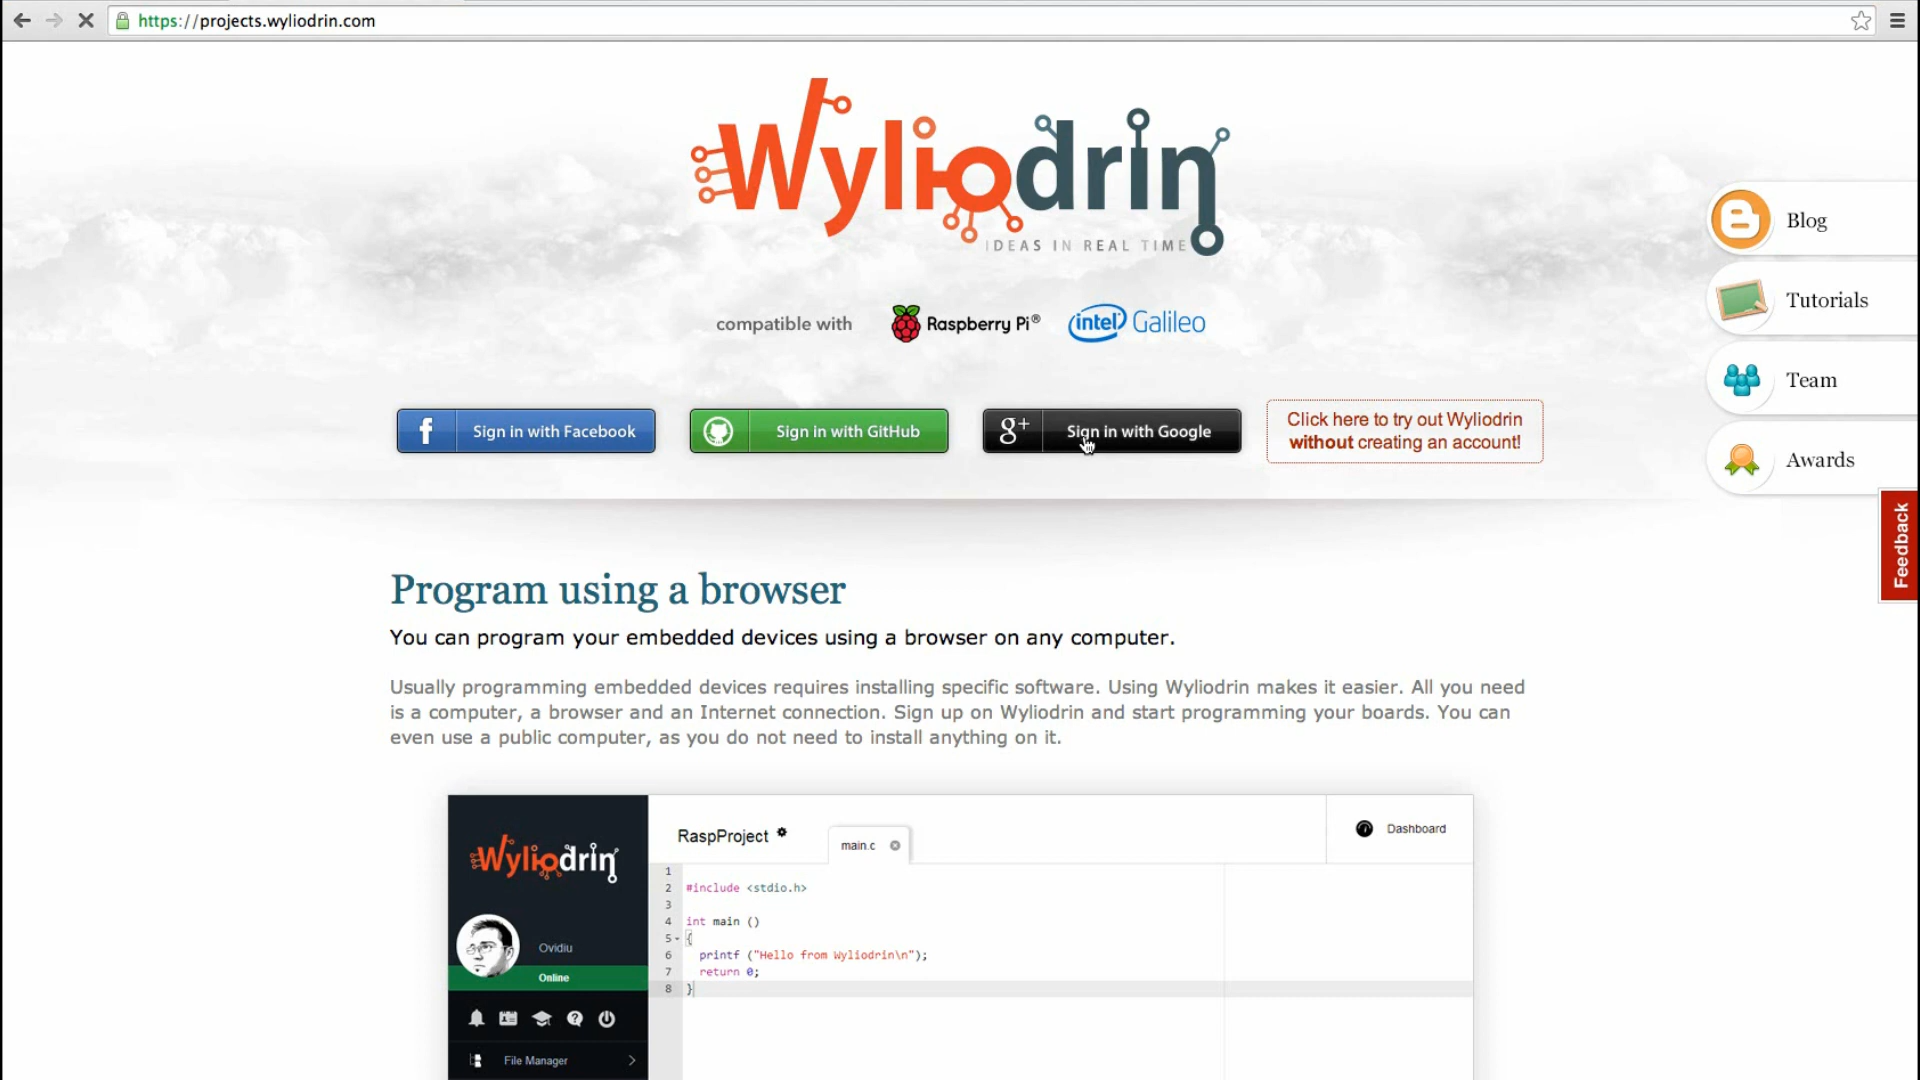 https://projects.wyliodrin.com
Wyliodrin
IDEAS IN REAL TIME
Blog
Tutorials
Team
Awards
Feedback
compatible with Raspberry Pi® intel Galileo
f Sign in with Facebook
Sign in with GitHub
g+ Sign in with Google
Click here to try out Wyliodrin
without creating an account!
Program using a browser
You can program your embedded devices using a browser on any computer.
Usually programming embedded devices requires installing specific software. Using Wyliodrin makes it easier. All you need
is a computer, a browser and an Internet connection. Sign up on Wyliodrin and start programming your boards. You can
even use a public computer, as you do not need to install anything on it.
Wyliodrin
Ovidiu
Online
File Manager
RaspProject
main.c
Dashboard
1
2 #include <stdio.h>
3
4 int main ()
5 {
6 printf ("Hello from Wyliodrin\n");
7 return 0;
8 }